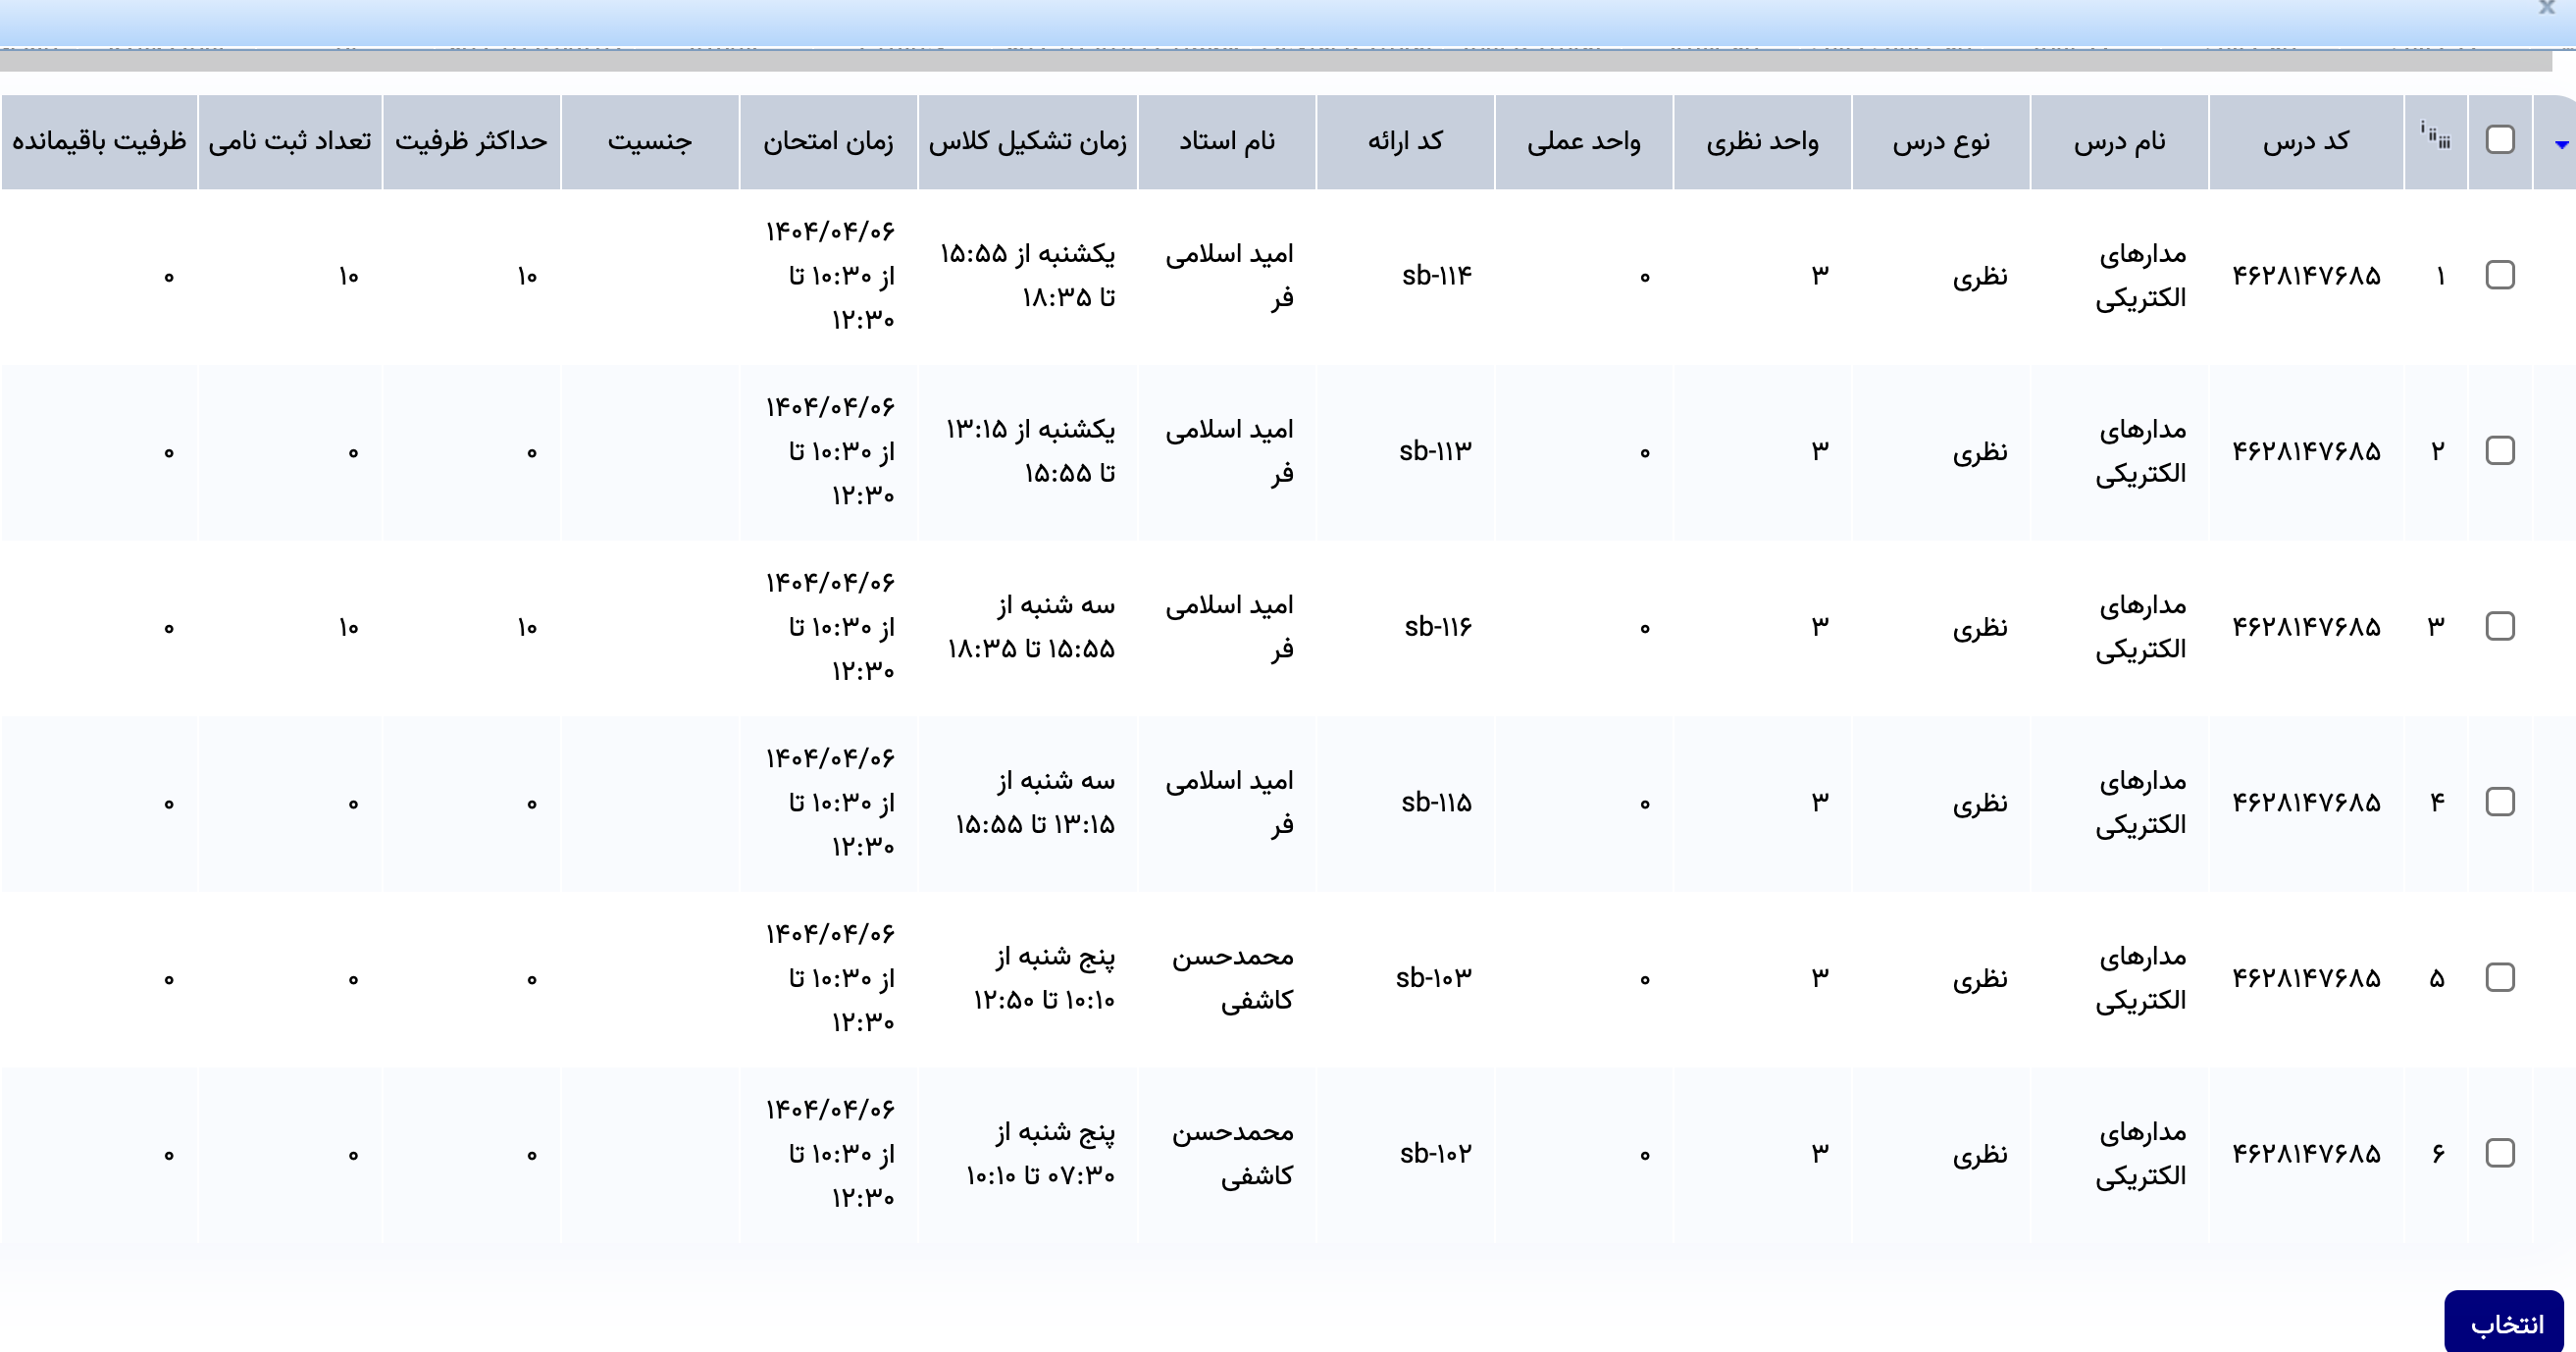 کد درس نام درس نوع درس واحد نظری واحد عملی کد ارائه نام استاد زمان تشکیل کلاس زمان امتحان جنسیت حداکثر ظرفیت تعداد ثبت نامی ظرفیت باقیمانده
۱ ۴۶۲۸۱۴۷۶۸۵ مدارهای الکتریکی نظری ۳ ۰ sb-۱۱۴ امید اسلامی فر یکشنبه از ۱۵:۵۵ تا ۱۸:۳۵ ۱۴۰۴/۰۴/۰۶ از ۱۰:۳۰ تا ۱۲:۳۰ ۱۰ ۱۰ ۰
۲ ۴۶۲۸۱۴۷۶۸۵ مدارهای الکتریکی نظری ۳ ۰ sb-۱۱۳ امید اسلامی فر یکشنبه از ۱۳:۱۵ تا ۱۵:۵۵ ۱۴۰۴/۰۴/۰۶ از ۱۰:۳۰ تا ۱۲:۳۰ ۰ ۰ ۰
۳ ۴۶۲۸۱۴۷۶۸۵ مدارهای الکتریکی نظری ۳ ۰ sb-۱۱۶ امید اسلامی فر سه شنبه از ۱۵:۵۵ تا ۱۸:۳۵ ۱۴۰۴/۰۴/۰۶ از ۱۰:۳۰ تا ۱۲:۳۰ ۱۰ ۱۰ ۰
۴ ۴۶۲۸۱۴۷۶۸۵ مدارهای الکتریکی نظری ۳ ۰ sb-۱۱۵ امید اسلامی فر سه شنبه از ۱۳:۱۵ تا ۱۵:۵۵ ۱۴۰۴/۰۴/۰۶ از ۱۰:۳۰ تا ۱۲:۳۰ ۰ ۰ ۰
۵ ۴۶۲۸۱۴۷۶۸۵ مدارهای الکتریکی نظری ۳ ۰ sb-۱۰۳ محمدحسن کاشفی پنج شنبه از ۱۰:۱۰ تا ۱۲:۵۰ ۱۴۰۴/۰۴/۰۶ از ۱۰:۳۰ تا ۱۲:۳۰ ۰ ۰ ۰
۶ ۴۶۲۸۱۴۷۶۸۵ مدارهای الکتریکی نظری ۳ ۰ sb-۱۰۲ محمدحسن کاشفی پنج شنبه از ۰۷:۳۰ تا ۱۰:۱۰ ۱۴۰۴/۰۴/۰۶ از ۱۰:۳۰ تا ۱۲:۳۰ ۰ ۰ ۰
انتخاب